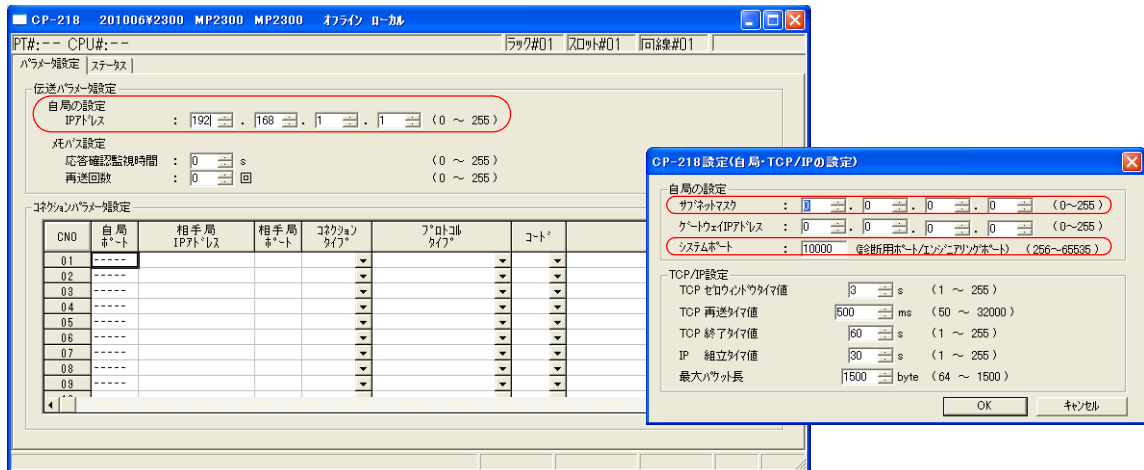 CP-218 201006¥2300 MP2300 MP2300 ｵﾌﾗｲﾝ ﾛｰｶﾙ
PT#:-- CPU#:-- ﾗｯｸ#01 ｽﾛｯﾄ#01 回線#01
ﾊﾟﾗﾒｰﾀ設定 ｽﾃｰﾀｽ
伝送ﾊﾟﾗﾒｰﾀ設定
自局の設定
IPｱﾄﾞﾚｽ : 192 . 168 . 1 . 1 (0 ～ 255)
ﾒﾓﾊﾞｽ設定
応答確認監視時間 : 0 s (0 ～ 255)
再送回数 : 0 回 (0 ～ 255)
ｺﾈｸｼｮﾝﾊﾟﾗﾒｰﾀ設定
CNO 自局ﾎﾟｰﾄ 相手局IPｱﾄﾞﾚｽ 相手局ﾎﾟｰﾄ ｺﾈｸｼｮﾝﾀｲﾌﾟ ﾌﾟﾛﾄｺﾙﾀｲﾌﾟ ｺｰﾄﾞ
01 -----
02 -----
03 -----
04 -----
05 -----
06 -----
07 -----
08 -----
09 -----
CP-218設定(自局･TCP/IPの設定)
自局の設定
ｻﾌﾞﾈｯﾄﾏｽｸ : 0 . 0 . 0 . 0 (0～255)
ｹﾞｰﾄｳｪｲIPｱﾄﾞﾚｽ : 0 . 0 . 0 . 0 (0～255)
ｼｽﾃﾑﾎﾟｰﾄ : 10000 (診断用ﾎﾟｰﾄ/ｴﾝｼﾞﾆｱﾘﾝｸﾞﾎﾟｰﾄ) (256～65535)
TCP/IP設定
TCP ｾﾞﾛｳｨﾝﾄﾞｳﾀｲﾏ値 3 s (1 ～ 255)
TCP 再送ﾀｲﾏ値 500 ms (50 ～ 32000)
TCP 終了ﾀｲﾏ値 60 s (1 ～ 255)
IP 組立ﾀｲﾏ値 30 s (1 ～ 255)
最大ﾊﾟｹｯﾄ長 1500 byte (64 ～ 1500)
OK ｷｬﾝｾﾙ